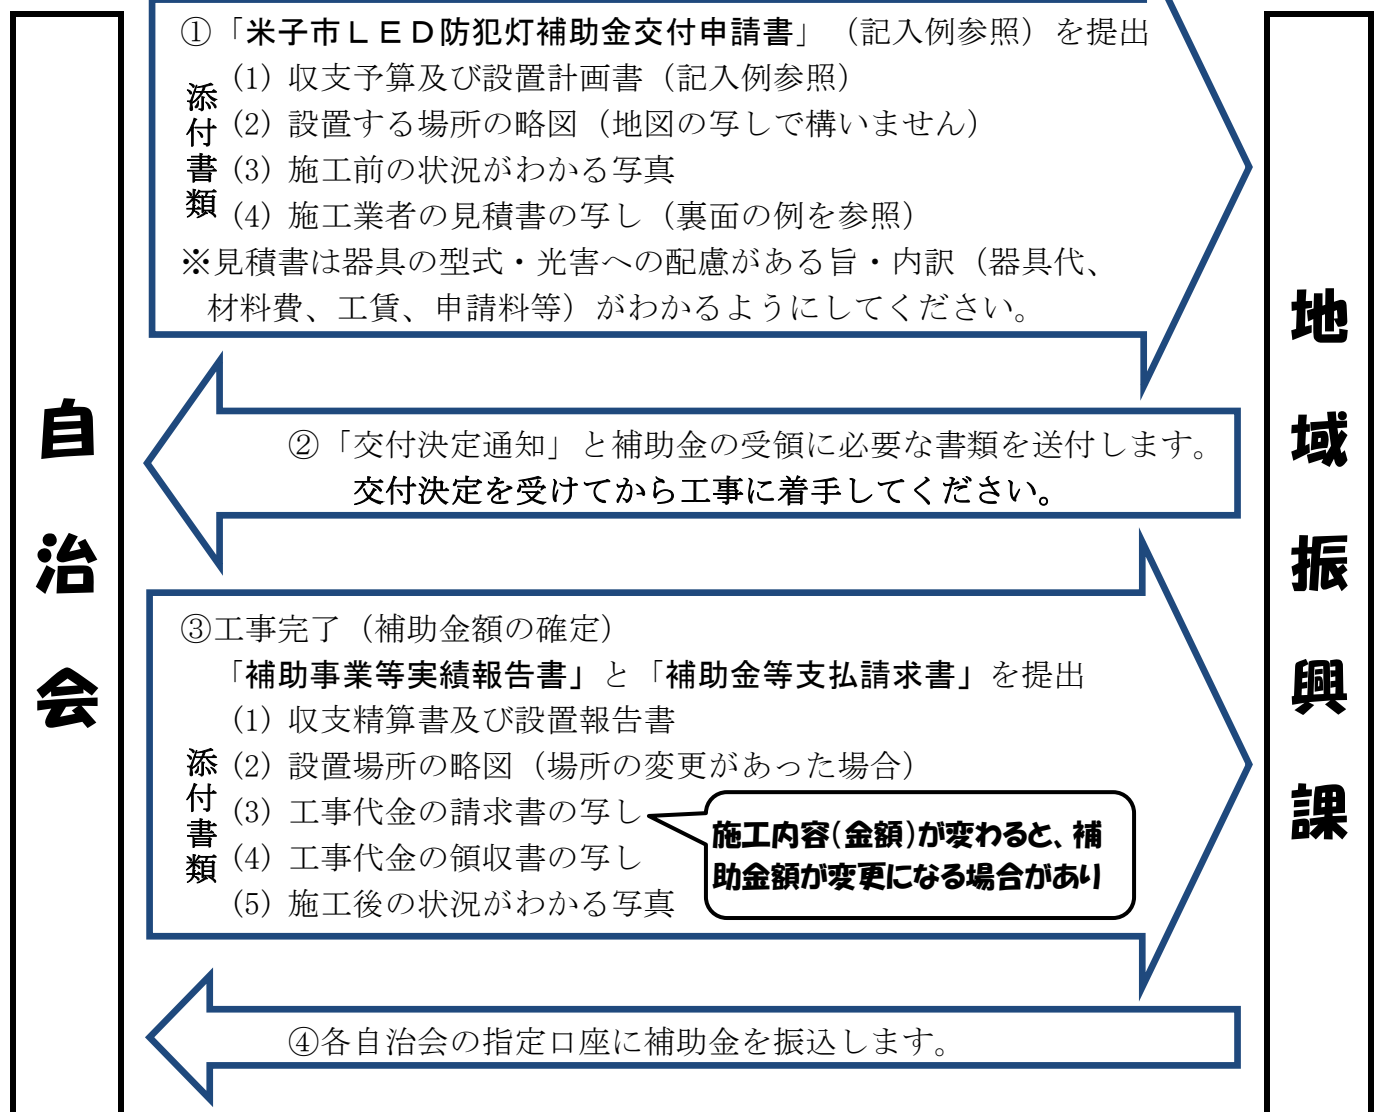 ①「米子市ＬＥＤ防犯灯補助金交付申請書」（記入例参照）を提出
添付書類
(1) 収支予算及び設置計画書（記入例参照）
(2) 設置する場所の略図（地図の写しで構いません）
(3) 施工前の状況がわかる写真
(4) 施工業者の見積書の写し（裏面の例を参照）
※見積書は器具の型式・光害への配慮がある旨・内訳（器具代、
材料費、工賃、申請料等）がわかるようにしてください。
自治会
地域振興課
②「交付決定通知」と補助金の受領に必要な書類を送付します。
交付決定を受けてから工事に着手してください。
③工事完了（補助金額の確定）
「補助事業等実績報告書」と「補助金等支払請求書」を提出
添付書類
(1) 収支精算書及び設置報告書
(2) 設置場所の略図（場所の変更があった場合）
(3) 工事代金の請求書の写し
(4) 工事代金の領収書の写し
(5) 施工後の状況がわかる写真
施工内容(金額)が変わると、補
助金額が変更になる場合があり
④各自治会の指定口座に補助金を振込します。